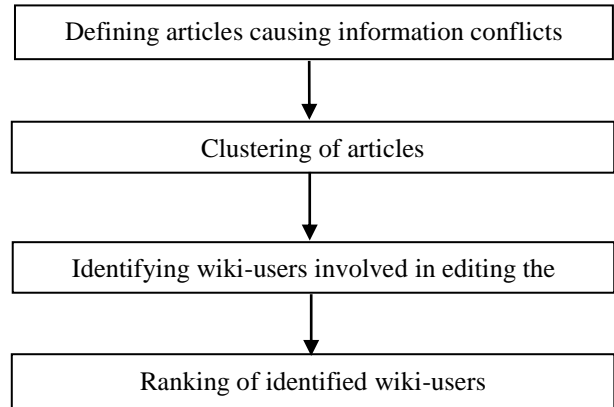 Defining articles causing information conflicts
Clustering of articles
Identifying wiki-users involved in editing the
Ranking of identified wiki-users